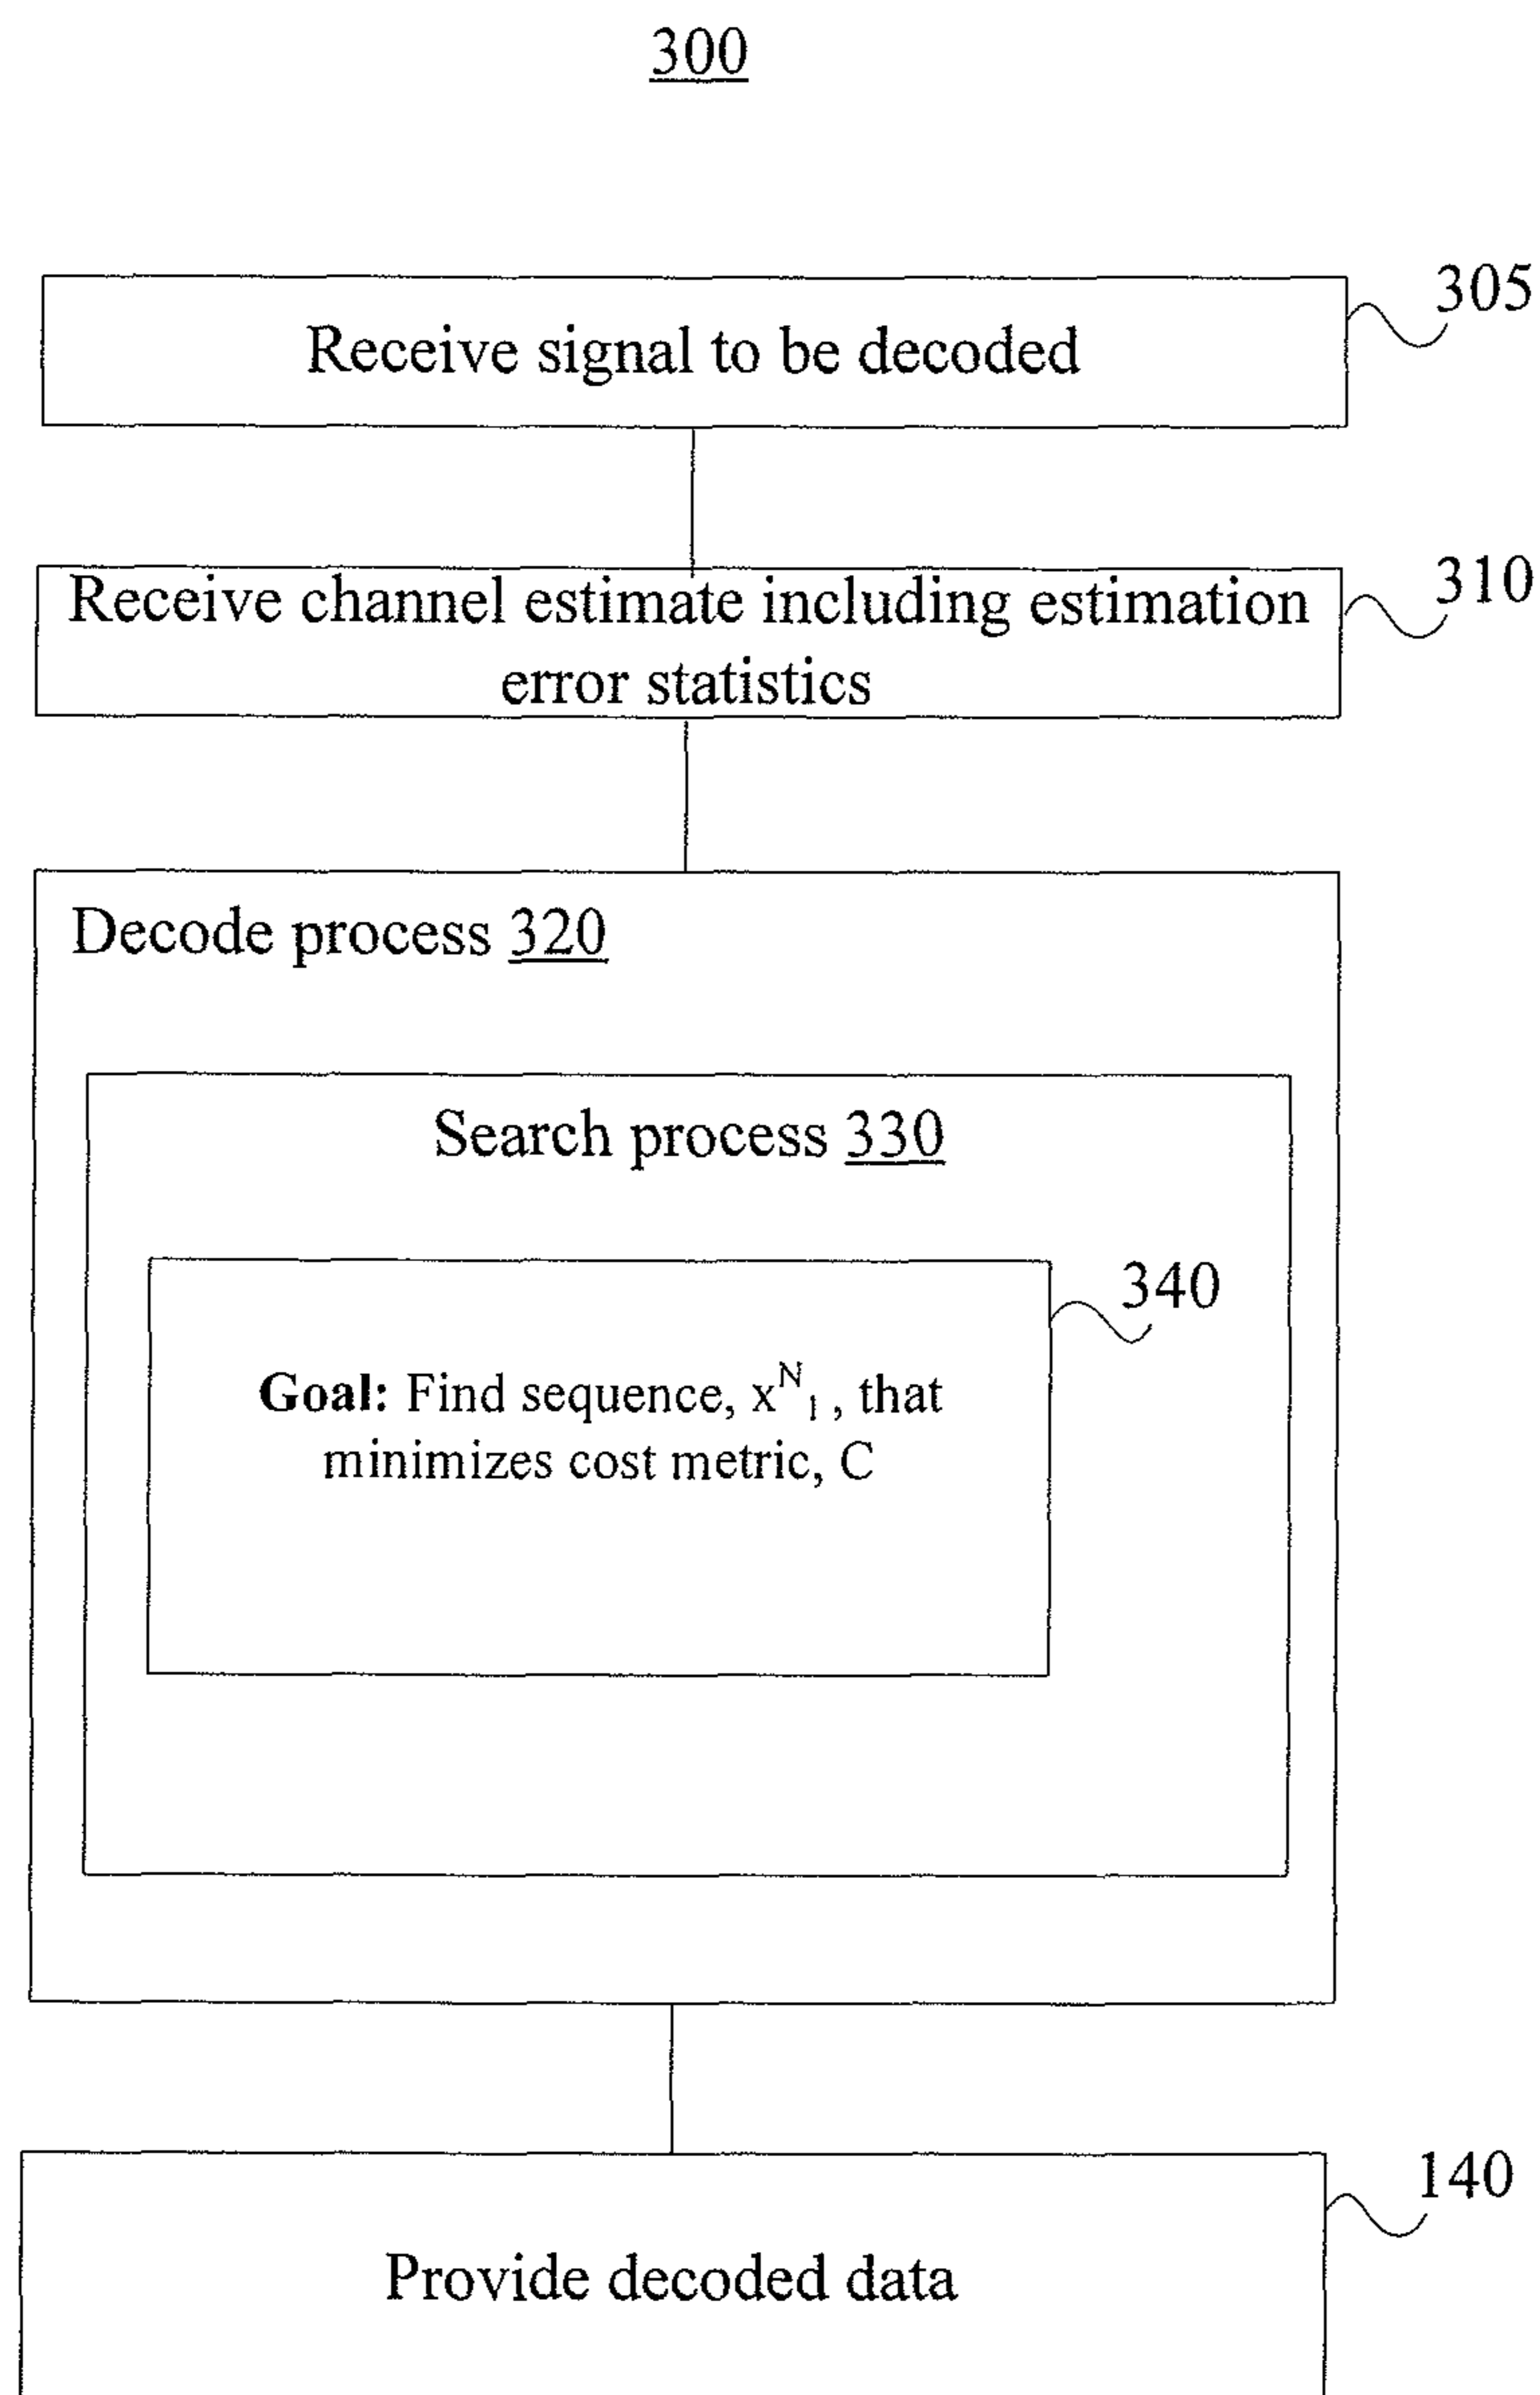 300
305
Receive signal to be decoded
310
Receive channel estimate including estimation
error statistics
Decode process 320
Search process 330
340
Goal: Find sequence, x^N_1, that
minimizes cost metric, C
140
Provide decoded data